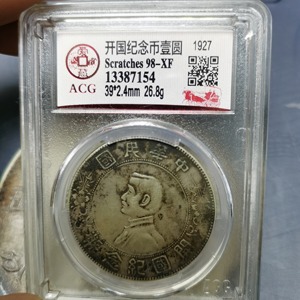 开国纪念币壹圆 1927
Scratches 98-XF
13387154
39*2.4mm 26.8g
ACG
中華民國
開國紀念幣